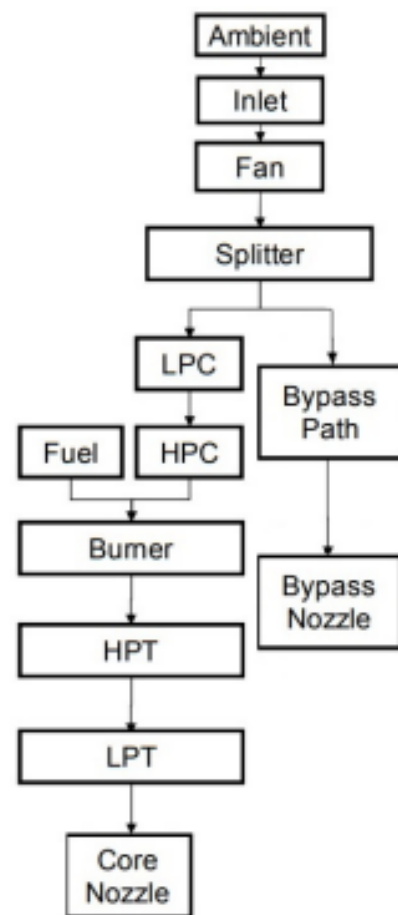 Ambient
Inlet
Fan
Splitter
LPC
Bypass
Path
Fuel
HPC
Burner
Bypass
Nozzle
HPT
LPT
Core
Nozzle